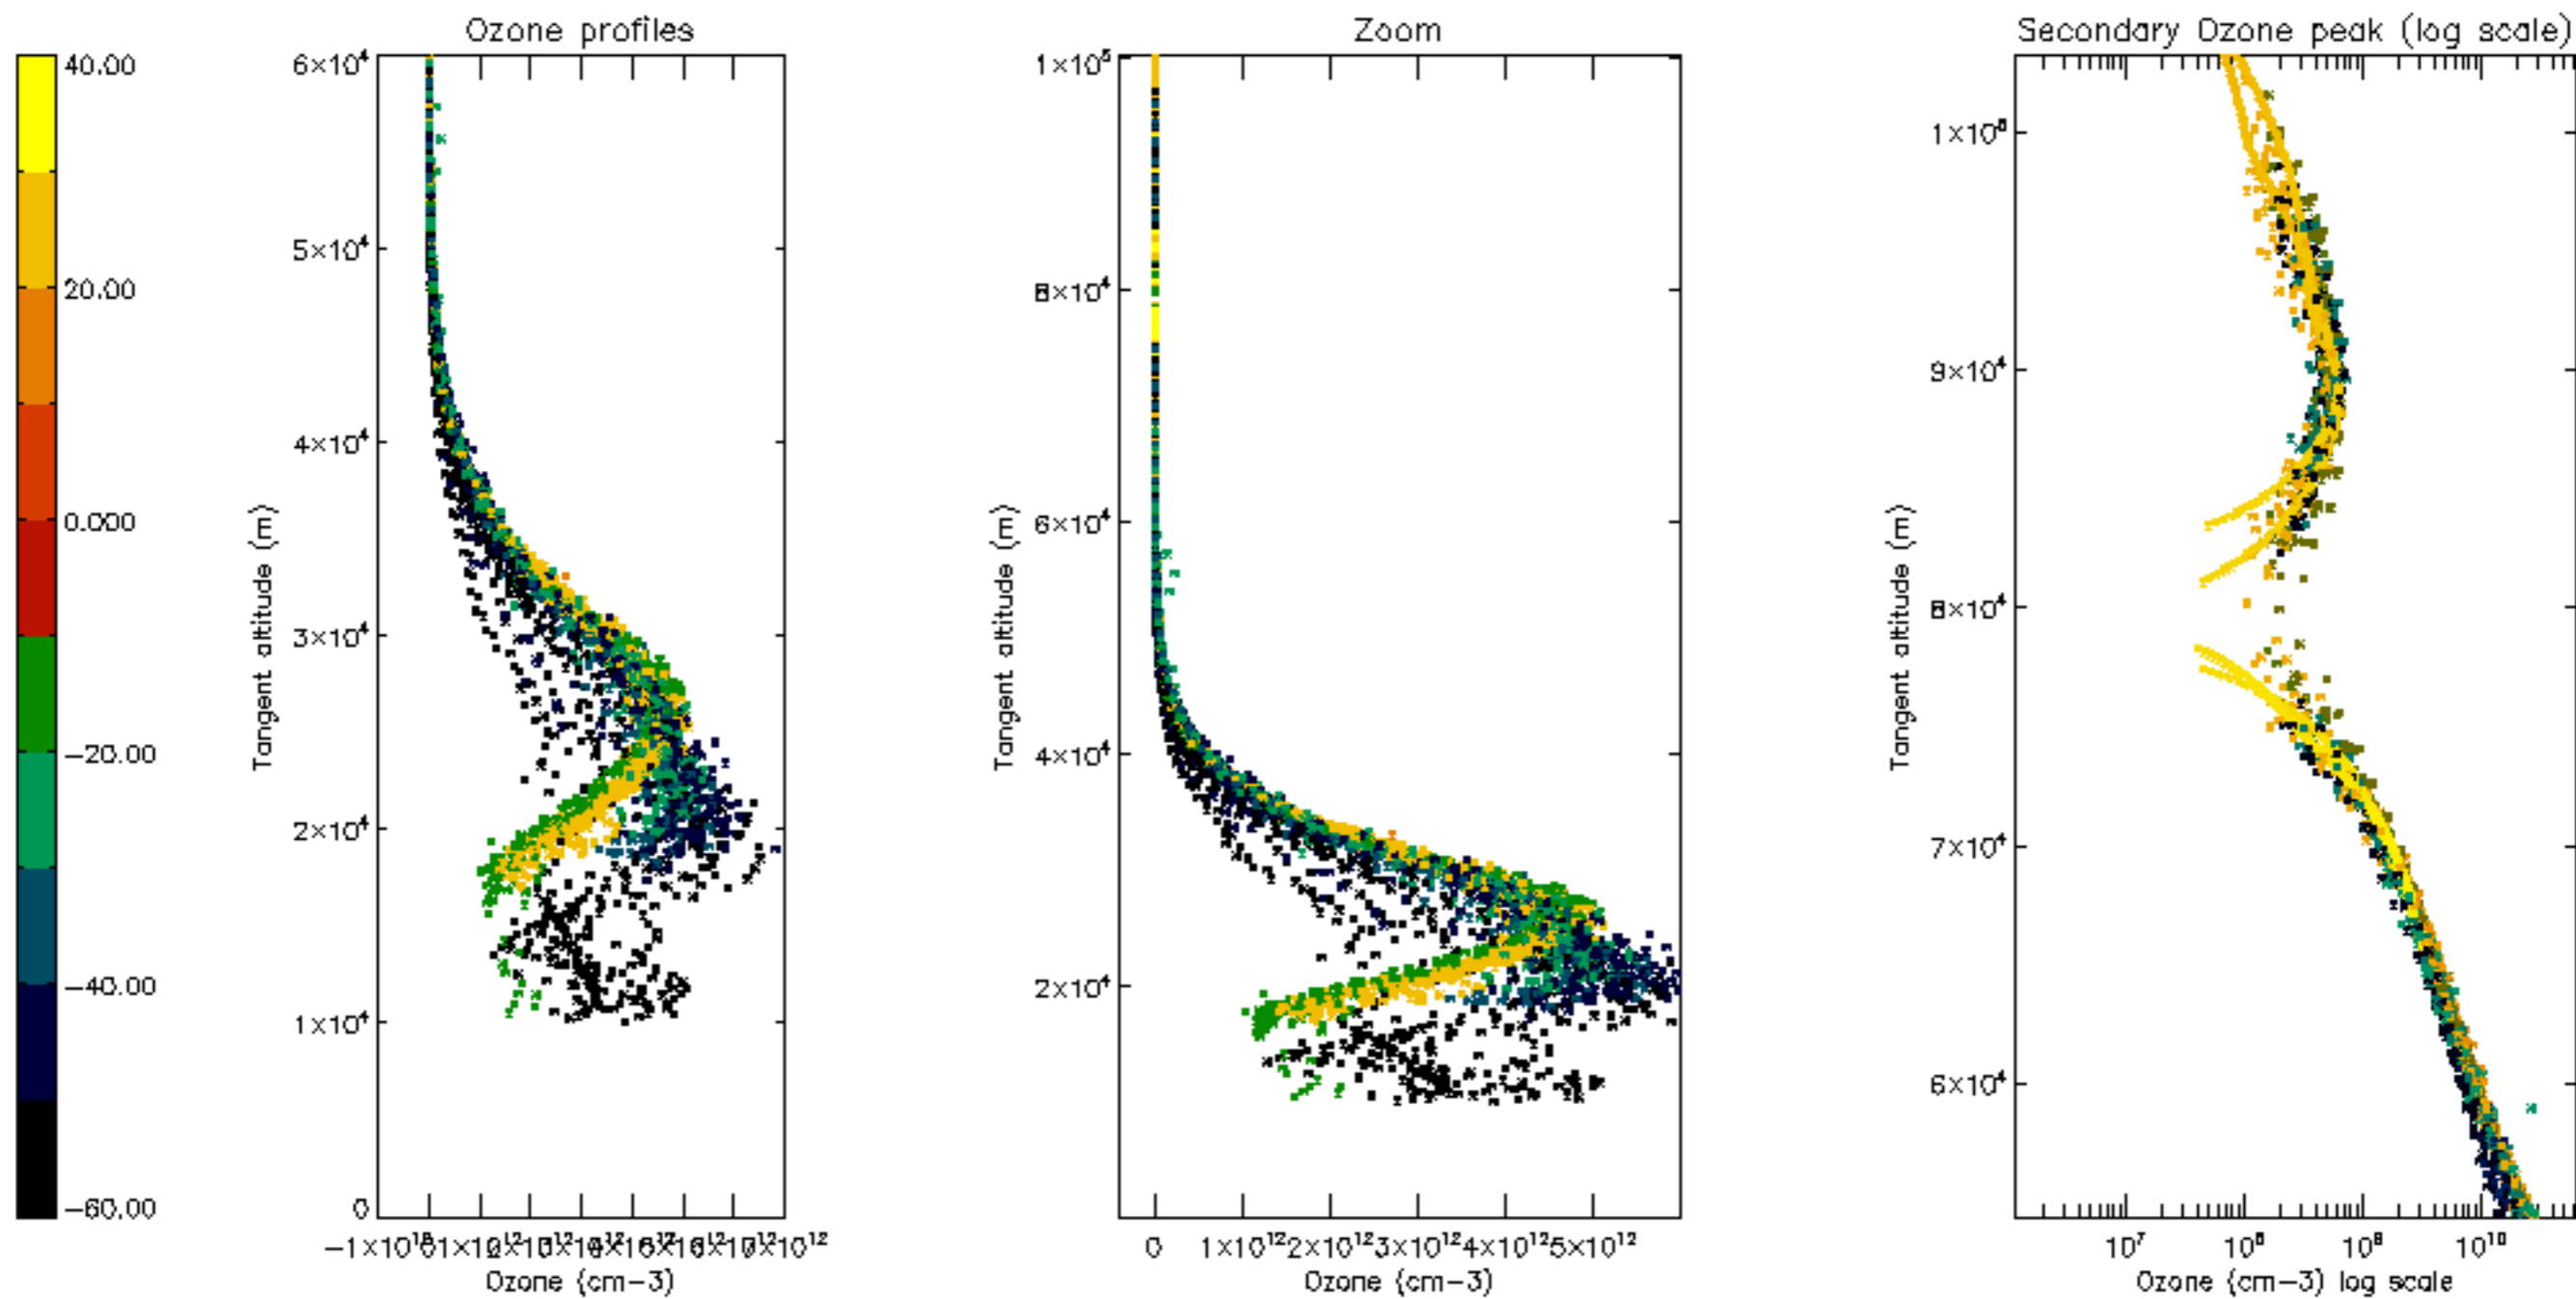 Ozone profiles
Zoom
Secondary Ozone peak (log scale)
40.00
20.00
0.000
−20.00
−40.00
−60.00
6×10⁴
5×10⁴
4×10⁴
3×10⁴
2×10⁴
1×10⁴
0
Tangent altitude (m)
Ozone (cm−3)
1×10⁵
8×10⁴
6×10⁴
4×10⁴
2×10⁴
Tangent altitude (m)
0 1×10¹² 2×10¹² 3×10¹² 4×10¹² 5×10¹²
Ozone (cm−3)
9×10⁴
8×10⁴
7×10⁴
6×10⁴
Tangent altitude (m)
10⁷ 10⁸ 10⁹ 10¹⁰
Ozone (cm−3) log scale